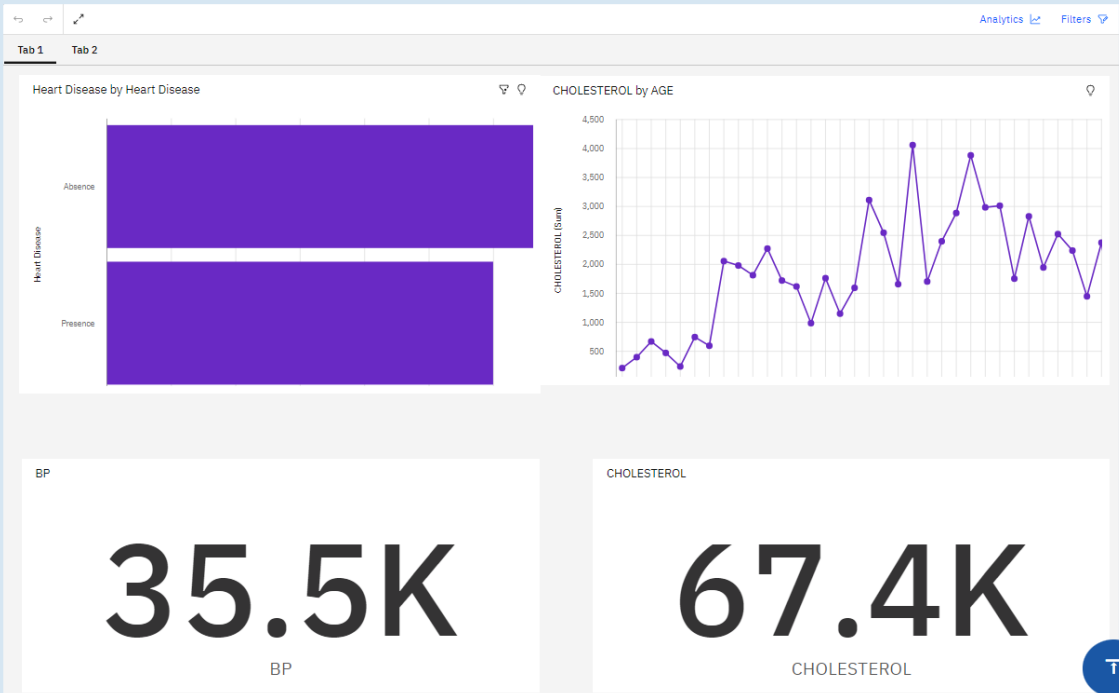 Analytics Filters
Tab 1 Tab 2
Heart Disease by Heart Disease
Heart Disease
Absence
Presence
CHOLESTEROL by AGE
CHOLESTEROL (Sum)
4,500
4,000
3,500
3,000
2,500
2,000
1,500
1,000
500
BP
35.5K
BP
CHOLESTEROL
67.4K
CHOLESTEROL